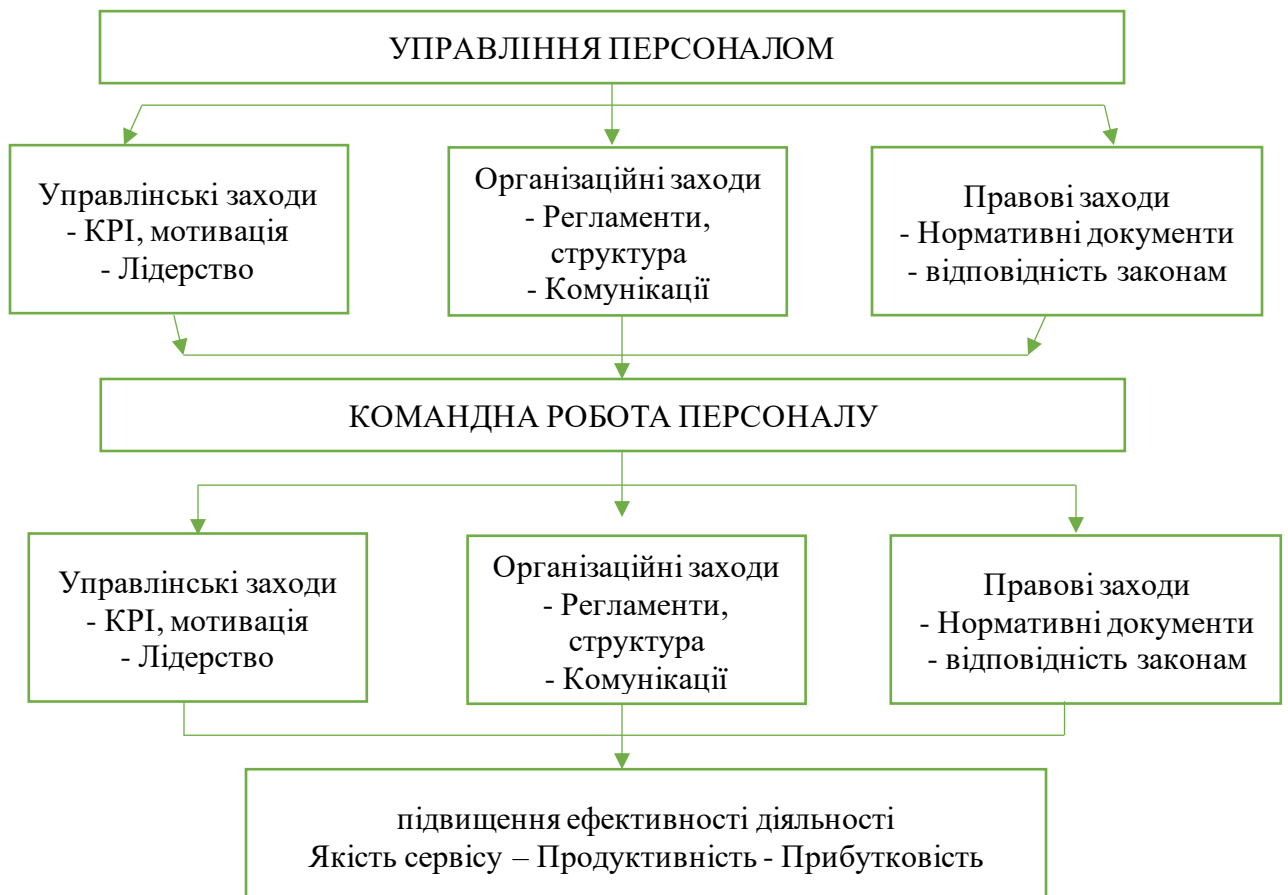 УПРАВЛІННЯ ПЕРСОНАЛОМ
Управлінські заходи
- КРІ, мотивація
- Лідерство
Організаційні заходи
- Регламенти,
структура
- Комунікації
Правові заходи
- Нормативні документи
- відповідність законам
КОМАНДНА РОБОТА ПЕРСОНАЛУ
Управлінські заходи
- КРІ, мотивація
- Лідерство
Організаційні заходи
- Регламенти,
структура
- Комунікації
Правові заходи
- Нормативні документи
- відповідність законам
підвищення ефективності діяльності
Якість сервісу – Продуктивність - Прибутковість